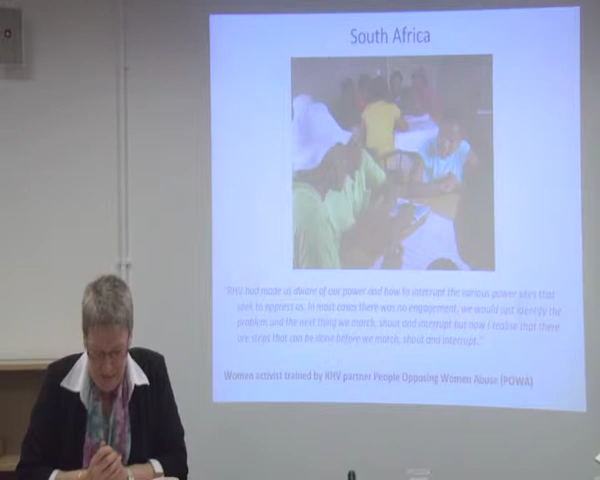 South Africa
"RHV had made us aware of our power and how to interrupt the various power sites that
seek to oppress us. In most cases there was no engagement, we would just identify the
problem and the next thing we march, shout and interrupt but now I realise that there
are steps that can be done before we march, shout and interrupt."
Women activist trained by RHV partner People Opposing Women Abuse (POWA)